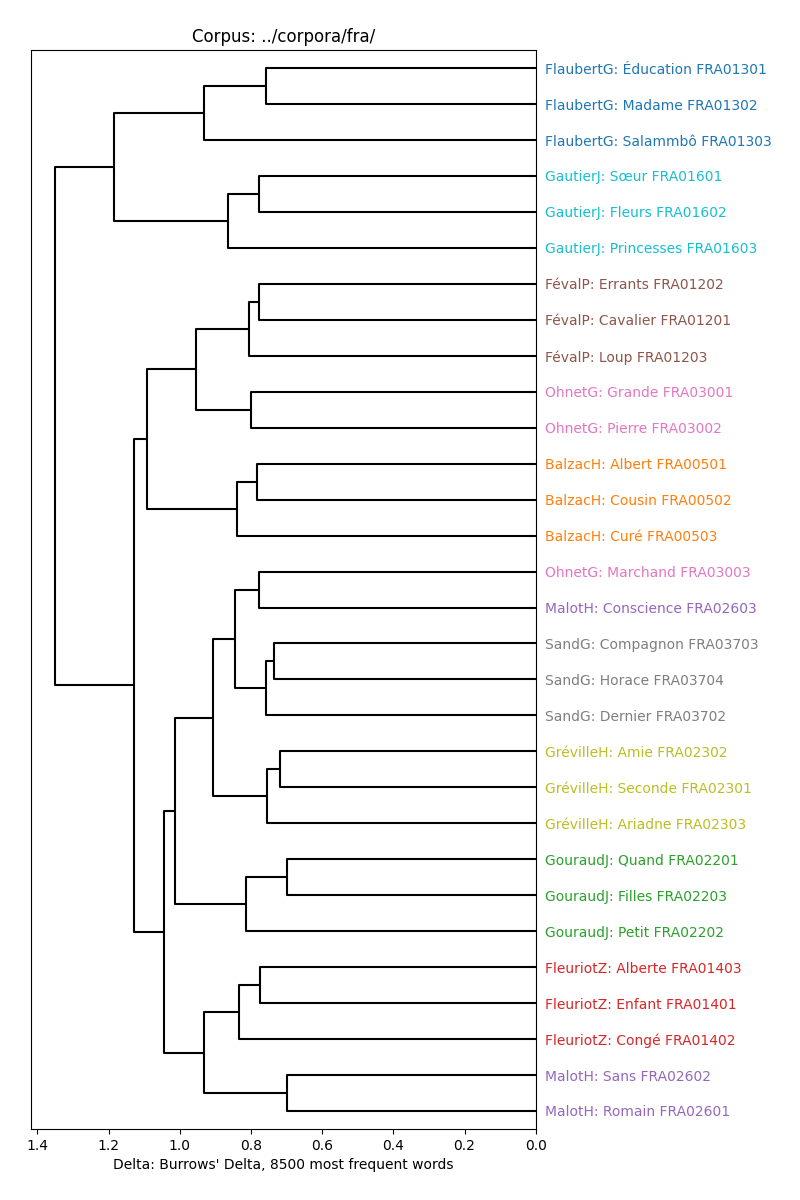 Corpus: ../corpora/fra/
FlaubertG: Éducation FRA01301
FlaubertG: Madame FRA01302
FlaubertG: Salammbô FRA01303
GautierJ: Sœur FRA01601
GautierJ: Fleurs FRA01602
GautierJ: Princesses FRA01603
FévalP: Errants FRA01202
FévalP: Cavalier FRA01201
FévalP: Loup FRA01203
OhnetG: Grande FRA03001
OhnetG: Pierre FRA03002
BalzacH: Albert FRA00501
BalzacH: Cousin FRA00502
BalzacH: Curé FRA00503
OhnetG: Marchand FRA03003
MalotH: Conscience FRA02603
SandG: Compagnon FRA03703
SandG: Horace FRA03704
SandG: Dernier FRA03702
GrévilleH: Amie FRA02302
GrévilleH: Seconde FRA02301
GrévilleH: Ariadne FRA02303
GouraudJ: Quand FRA02201
GouraudJ: Filles FRA02203
GouraudJ: Petit FRA02202
FleuriotZ: Alberte FRA01403
FleuriotZ: Enfant FRA01401
FleuriotZ: Congé FRA01402
MalotH: Sans FRA02602
MalotH: Romain FRA02601
1.4 1.2 1.0 0.8 0.6 0.4 0.2 0.0
Delta: Burrows' Delta, 8500 most frequent words